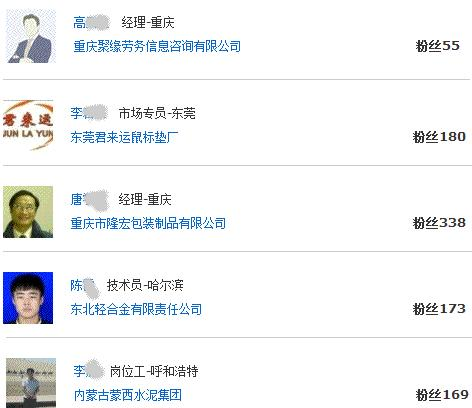 高 经理-重庆
重庆聚缘劳务信息咨询有限公司
粉丝55
君来运
JUN LA YUN
李 市场专员-东莞
东莞君来运鼠标垫厂
粉丝180
唐 经理-重庆
重庆市隆宏包装制品有限公司
粉丝338
陈 技术员-哈尔滨
东北轻合金有限责任公司
粉丝173
李 岗位工-呼和浩特
内蒙古蒙西水泥集团
粉丝169